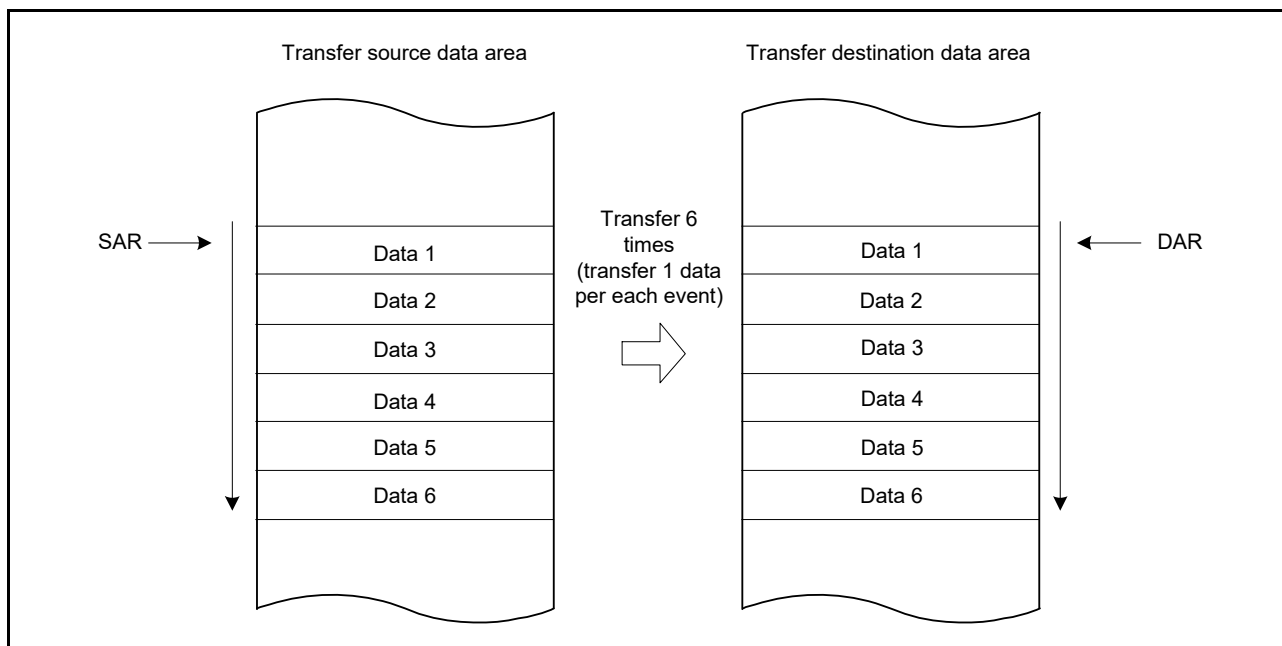 Transfer source data area
Transfer destination data area
SAR
Data 1
Data 2
Data 3
Data 4
Data 5
Data 6
Transfer 6
times
(transfer 1 data
per each event)
Data 1
Data 2
Data 3
Data 4
Data 5
Data 6
DAR